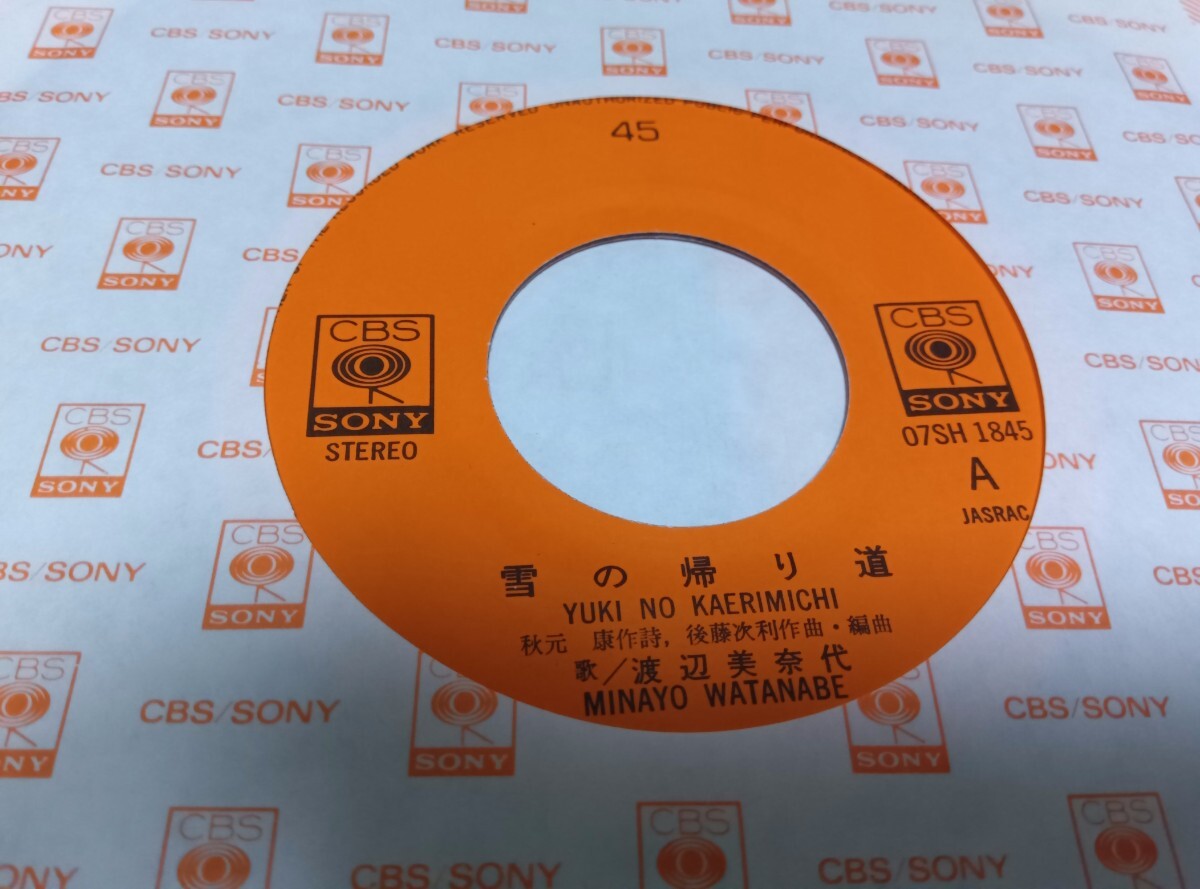 45
CBS
SONY
STEREO
CBS
SONY
07SH 1845
A
JASRAC
雪の帰り道
YUKI NO KAERIMICHI
秋元 康作詩, 後藤次利作曲・編曲
歌/渡辺美奈代
MINAYO WATANABE
CBS/SONY